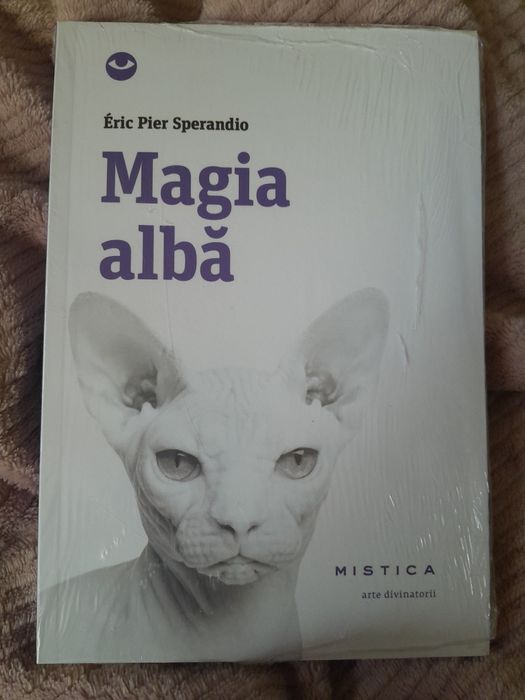 Éric Pier Sperandio
Magia
albă
MISTICA
arte divinatorii